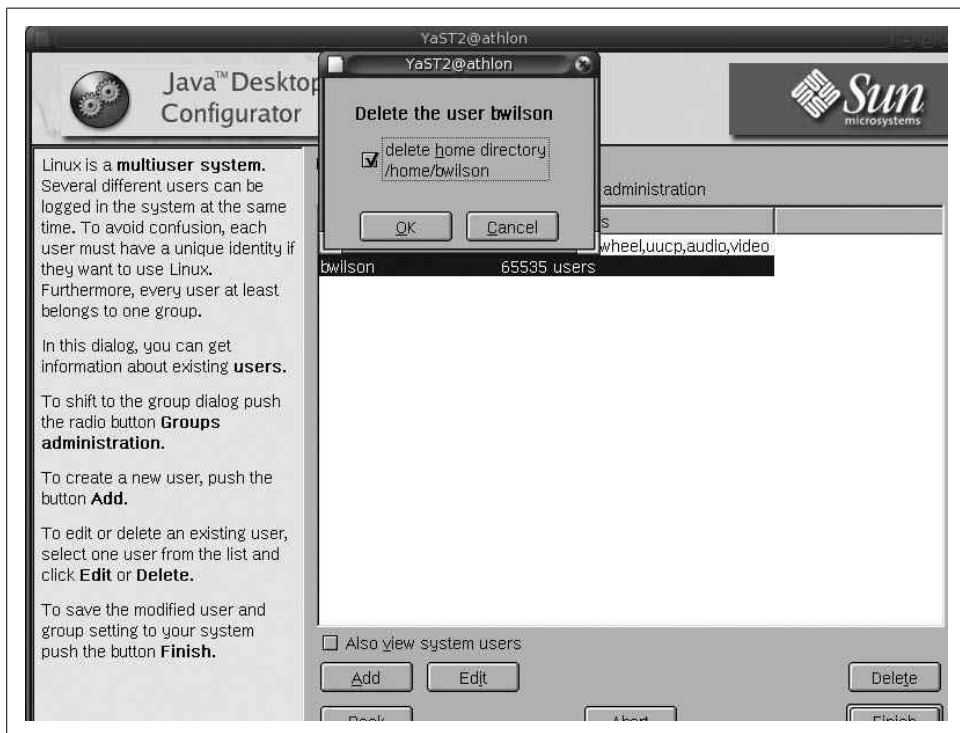 YaST2@athlon
Java™Deskto
Configurator
Sun
microsystems
YaST2@athlon
Delete the user bwilson
delete home directory
/home/bwilson
OK
Cancel
Linux is a multiuser system.
Several different users can be
logged in the system at the same
time. To avoid confusion, each
user must have a unique identity if
they want to use Linux.
Furthermore, every user at least
belongs to one group.
In this dialog, you can get
information about existing users.
To shift to the group dialog push
the radio button Groups
administration.
To create a new user, push the
button Add.
To edit or delete an existing user,
select one user from the list and
click Edit or Delete.
To save the modified user and
group setting to your system
push the button Finish.
administration
s
wheel,uucp,audio,video
bwilson 65535 users
Also view system users
Add
Edit
Delete
Back
Abort
Finish